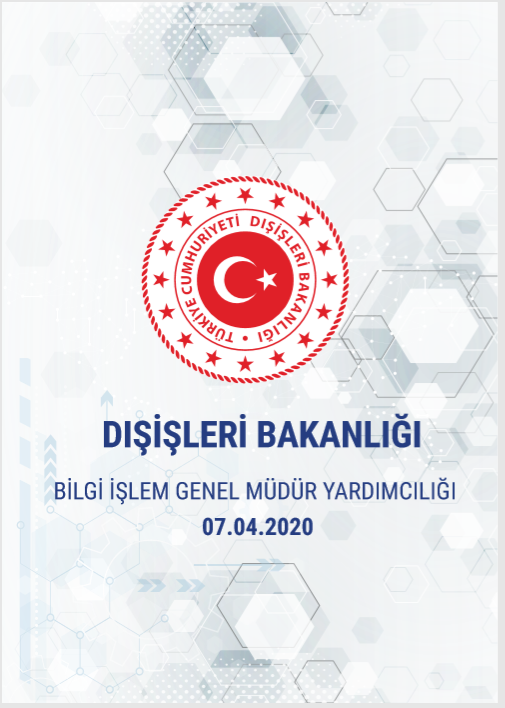 TÜRKİYE CUMHURİYETİ DIŞİŞLERİ BAKANLIĞI
DIŞİŞLERİ BAKANLIĞI
BİLGİ İŞLEM GENEL MÜDÜR YARDIMCILIĞI
07.04.2020